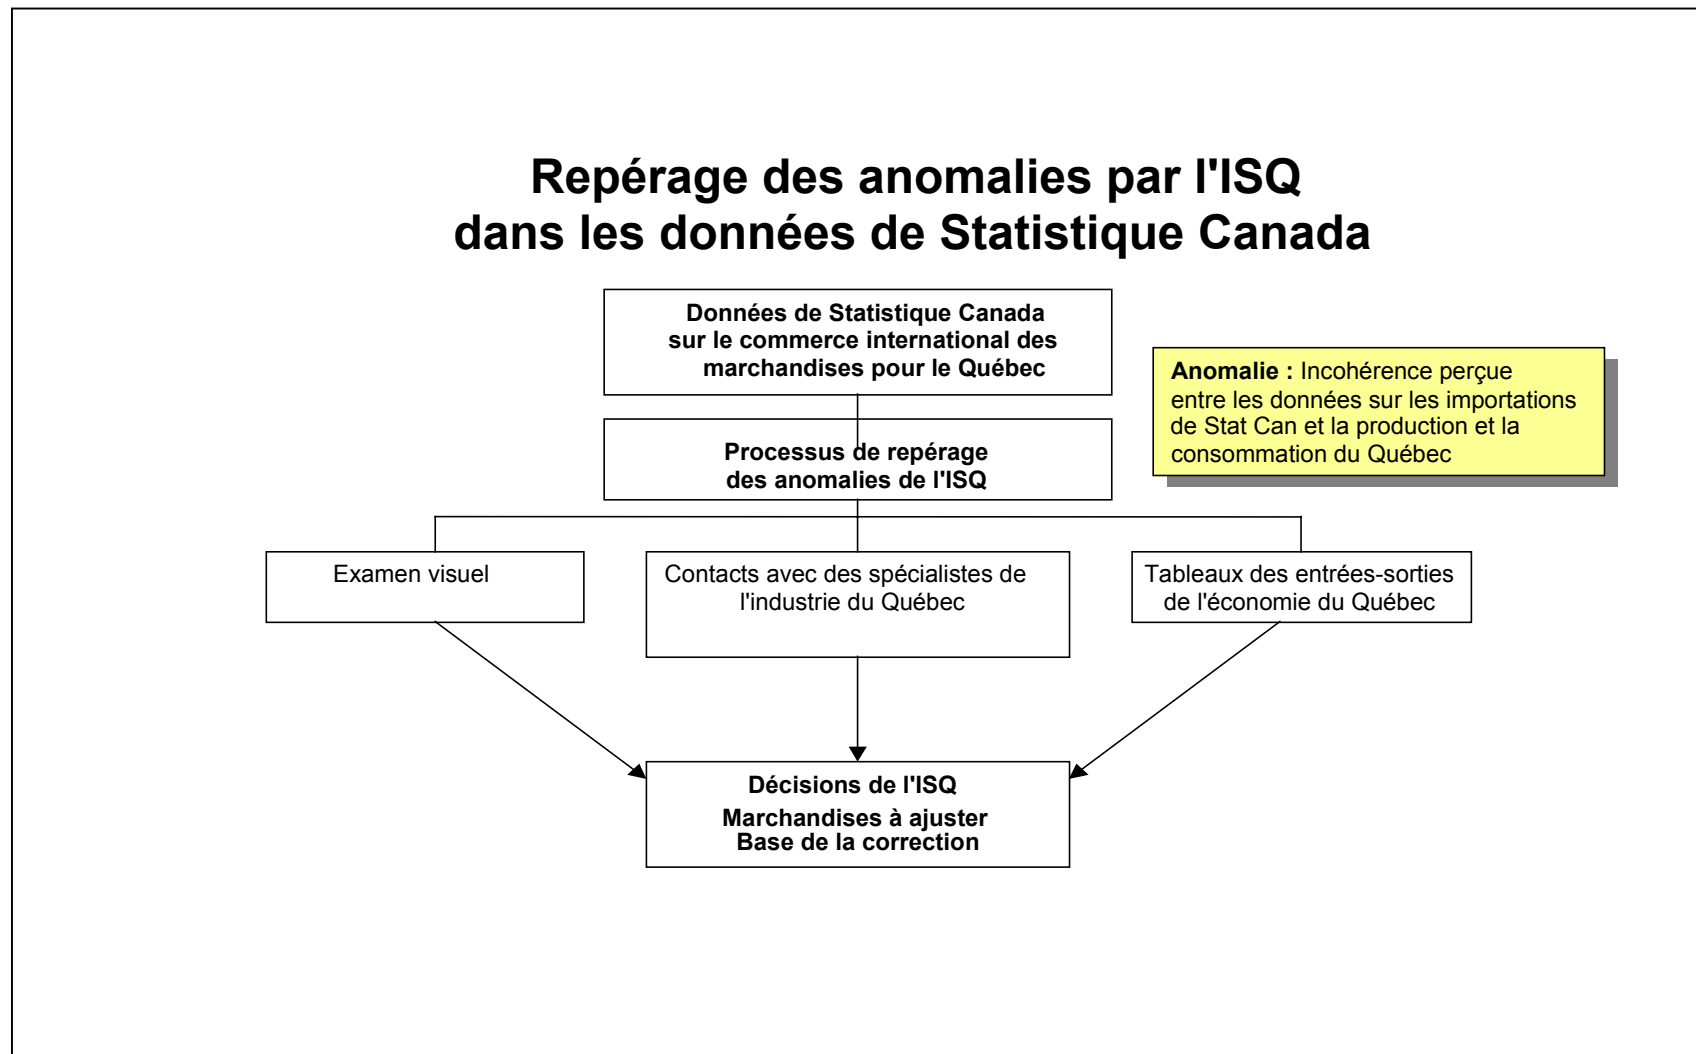 Repérage des anomalies par l'ISQ
dans les données de Statistique Canada
Données de Statistique Canada
sur le commerce international des
marchandises pour le Québec
Anomalie : Incohérence perçue
entre les données sur les importations
de Stat Can et la production et la
consommation du Québec
Processus de repérage
des anomalies de l'ISQ
Examen visuel
Contacts avec des spécialistes de
l'industrie du Québec
Tableaux des entrées-sorties
de l'économie du Québec
Décisions de l'ISQ
Marchandises à ajuster
Base de la correction